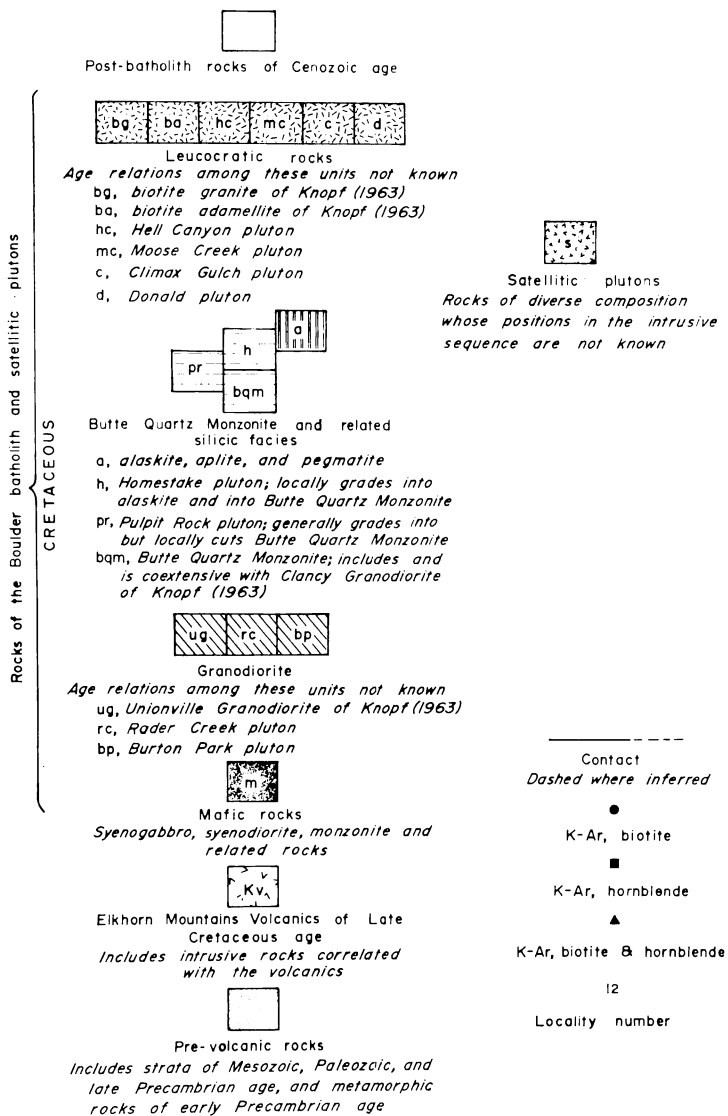 Post-batholith rocks of Cenozoic age
Rocks of the Boulder batholith and satellitic plutons
CRETACEOUS
bg ba hc mc c d
Leucocratic rocks
Age relations among these units not known
bg, biotite granite of Knopf (1963)
ba, biotite adamellite of Knopf (1963)
hc, Hell Canyon pluton
mc, Moose Creek pluton
c, Climax Gulch pluton
d, Donald pluton
s
Satellitic plutons
Rocks of diverse composition
whose positions in the intrusive
sequence are not known
a
h
pr
bqm
Butte Quartz Monzonite and related
silicic facies
a, alaskite, aplite, and pegmatite
h, Homestake pluton; locally grades into
alaskite and into Butte Quartz Monzonite
pr, Pulpit Rock pluton; generally grades into
but locally cuts Butte Quartz Monzonite
bqm, Butte Quartz Monzonite; includes and
is coextensive with Clancy Granodiorite
of Knopf (1963)
ug rc bp
Granodiorite
Age relations among these units not known
ug, Unionville Granodiorite of Knopf (1963)
rc, Rader Creek pluton
bp, Burton Park pluton
m
Mafic rocks
Syenogabbro, syenodiorite, monzonite and
related rocks
Kv
Elkhorn Mountains Volcanics of Late
Cretaceous age
Includes intrusive rocks correlated
with the volcanics
Pre-volcanic rocks
Includes strata of Mesozoic, Paleozoic, and
late Precambrian age, and metamorphic
rocks of early Precambrian age
Contact
Dashed where inferred
K-Ar, biotite
K-Ar, hornblende
K-Ar, biotite & hornblende
12
Locality number